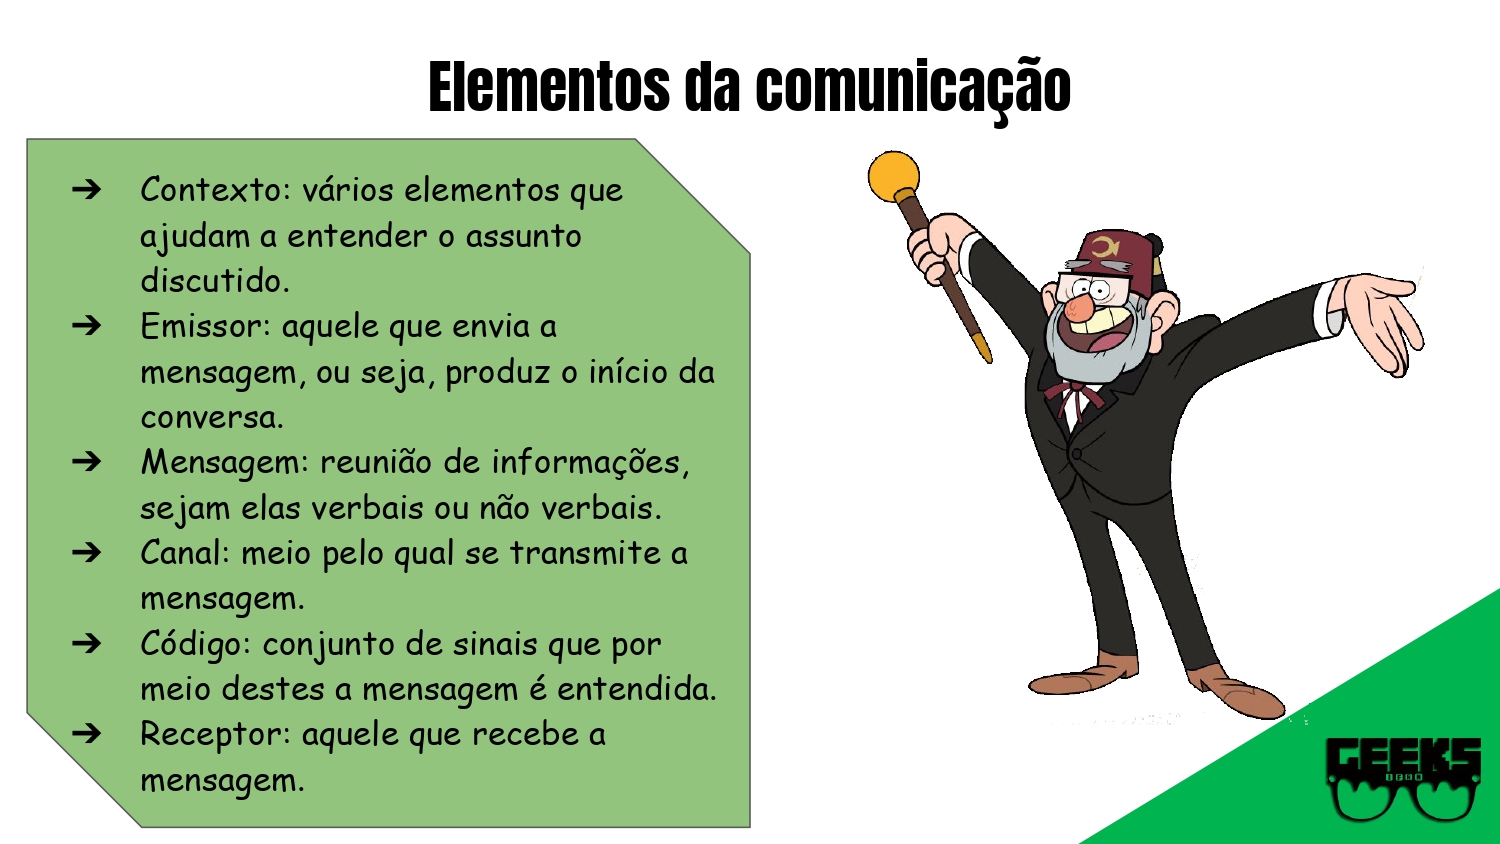 Elementos da comunicação
➔ Contexto: vários elementos que
ajudam a entender o assunto
discutido.
➔ Emissor: aquele que envia a
mensagem, ou seja, produz o início da
conversa.
➔ Mensagem: reunião de informações,
sejam elas verbais ou não verbais.
➔ Canal: meio pelo qual se transmite a
mensagem.
➔ Código: conjunto de sinais que por
meio destes a mensagem é entendida.
➔ Receptor: aquele que recebe a
mensagem.
GEEKS